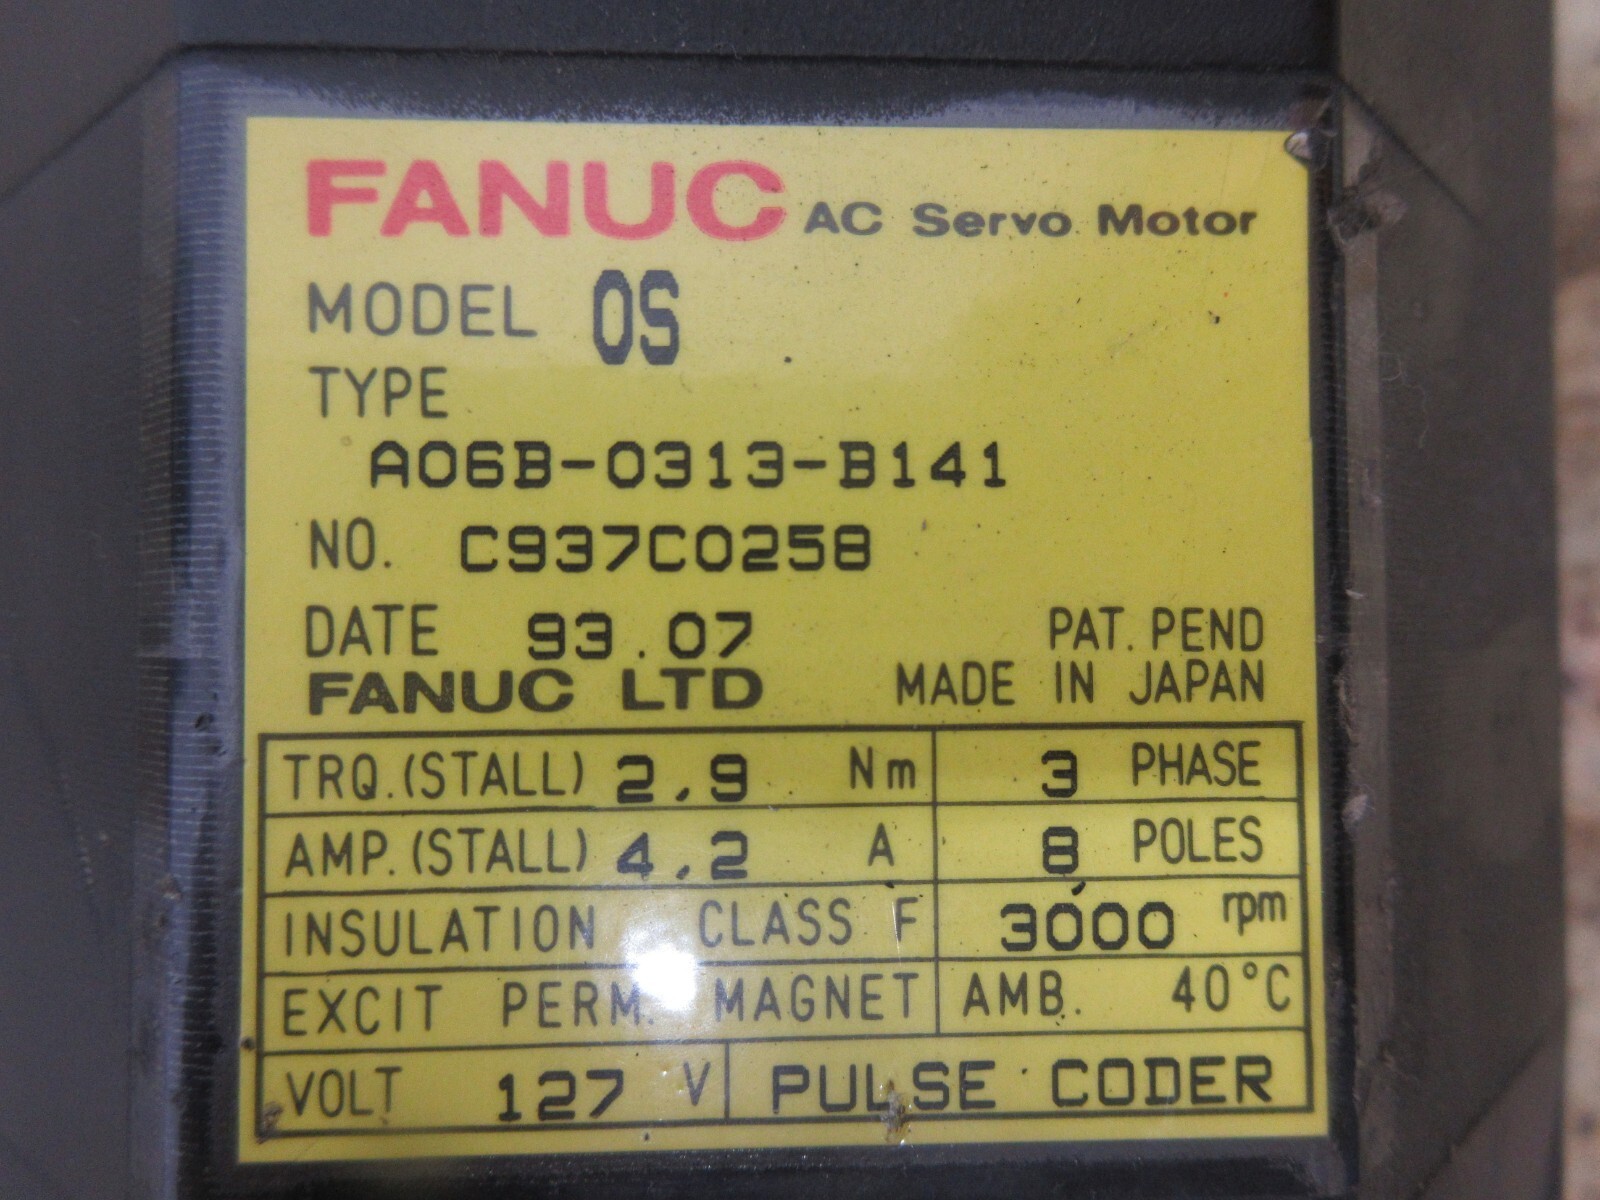 FANUC AC Servo Motor
MODEL 0S
TYPE
A06B-0313-B141
NO. C937C0258
DATE 93.07 PAT. PEND
FANUC LTD MADE IN JAPAN
TRQ.(STALL) 2.9 Nm 3 PHASE
AMP.(STALL) 4.2 A 8 POLES
INSULATION CLASS F 3000 rpm
EXCIT PERM. MAGNET AMB. 40°C
VOLT 127 V PULSE CODER